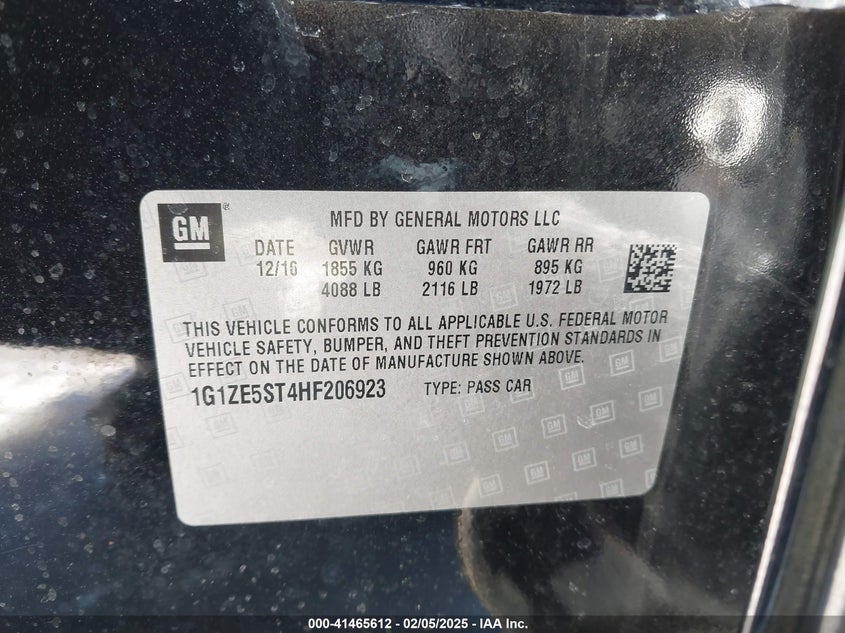 GM ®
MFD BY GENERAL MOTORS LLC
DATE GVWR GAWR FRT GAWR RR
12/16 1855 KG 960 KG 895 KG
4088 LB 2116 LB 1972 LB
THIS VEHICLE CONFORMS TO ALL APPLICABLE U.S. FEDERAL MOTOR
VEHICLE SAFETY, BUMPER, AND THEFT PREVENTION STANDARDS IN
EFFECT ON THE DATE OF MANUFACTURE SHOWN ABOVE.
1G1ZE5ST4HF206923 TYPE: PASS CAR
000-41465612 / 02/05/2025 - IAA Inc.